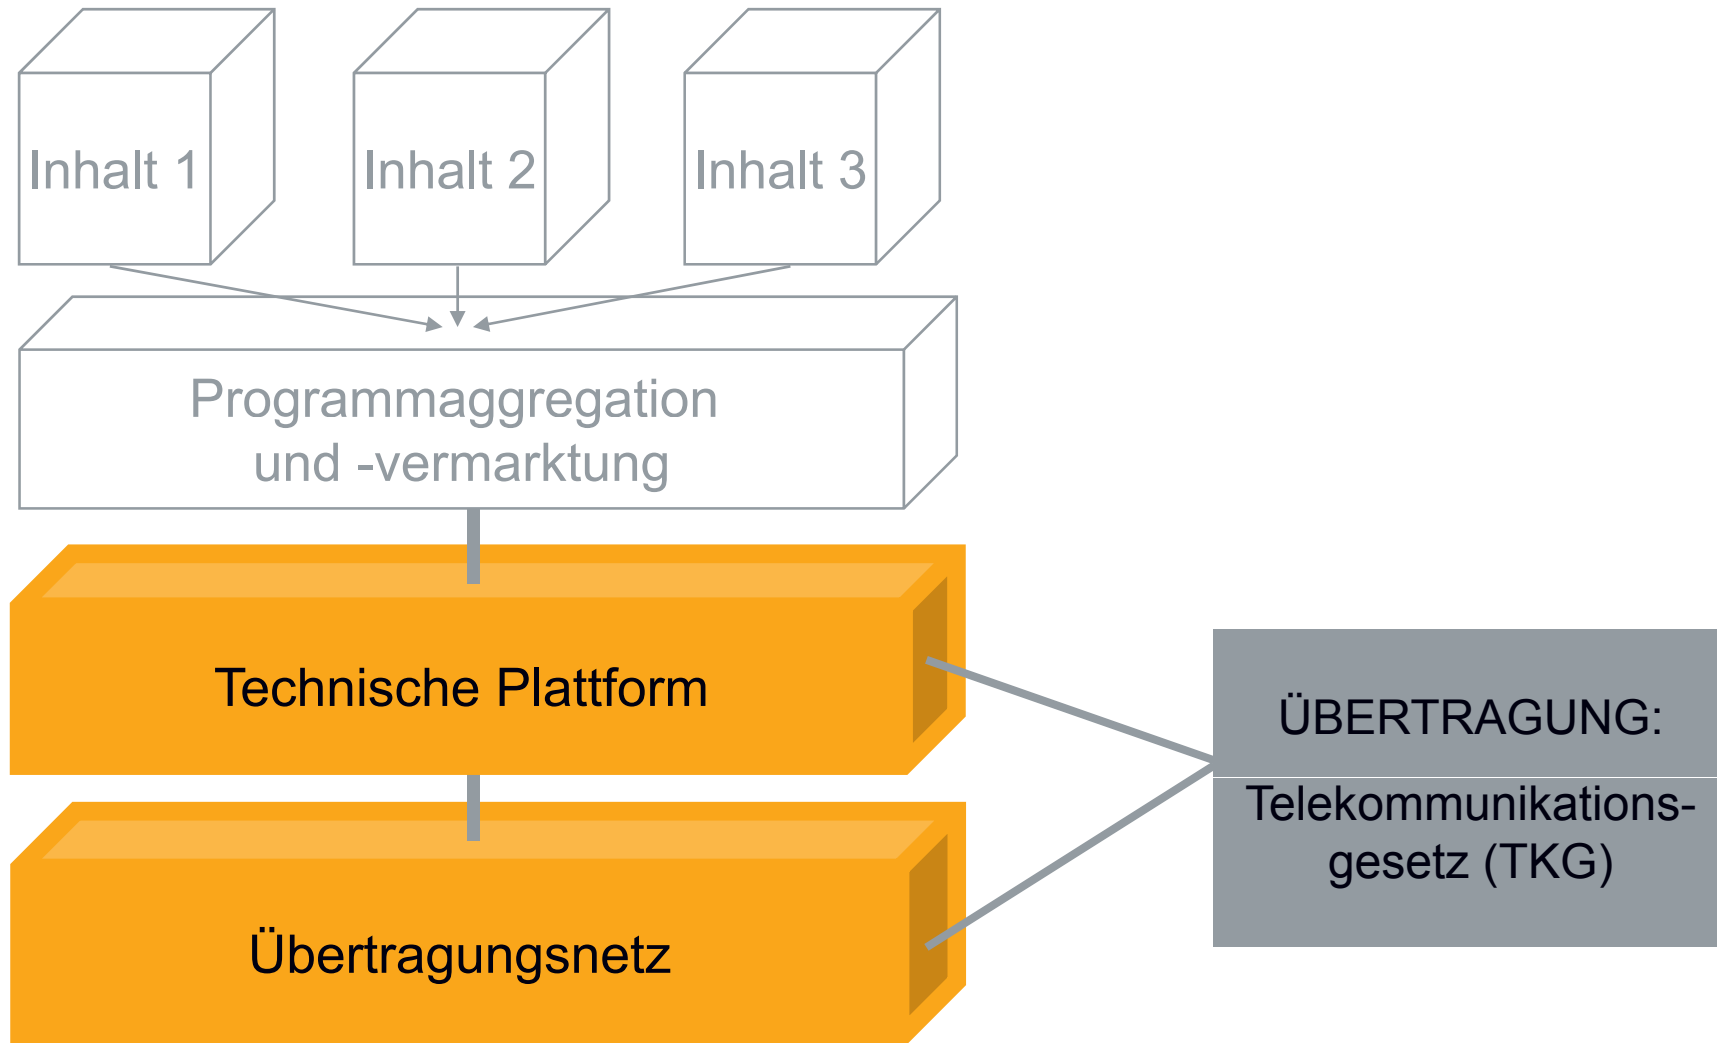 Inhalt 1
Inhalt 2
Inhalt 3
Programmaggregation
und -vermarktung
Technische Plattform
ÜBERTRAGUNG:
Telekommunikations-
gesetz (TKG)
Übertragungsnetz